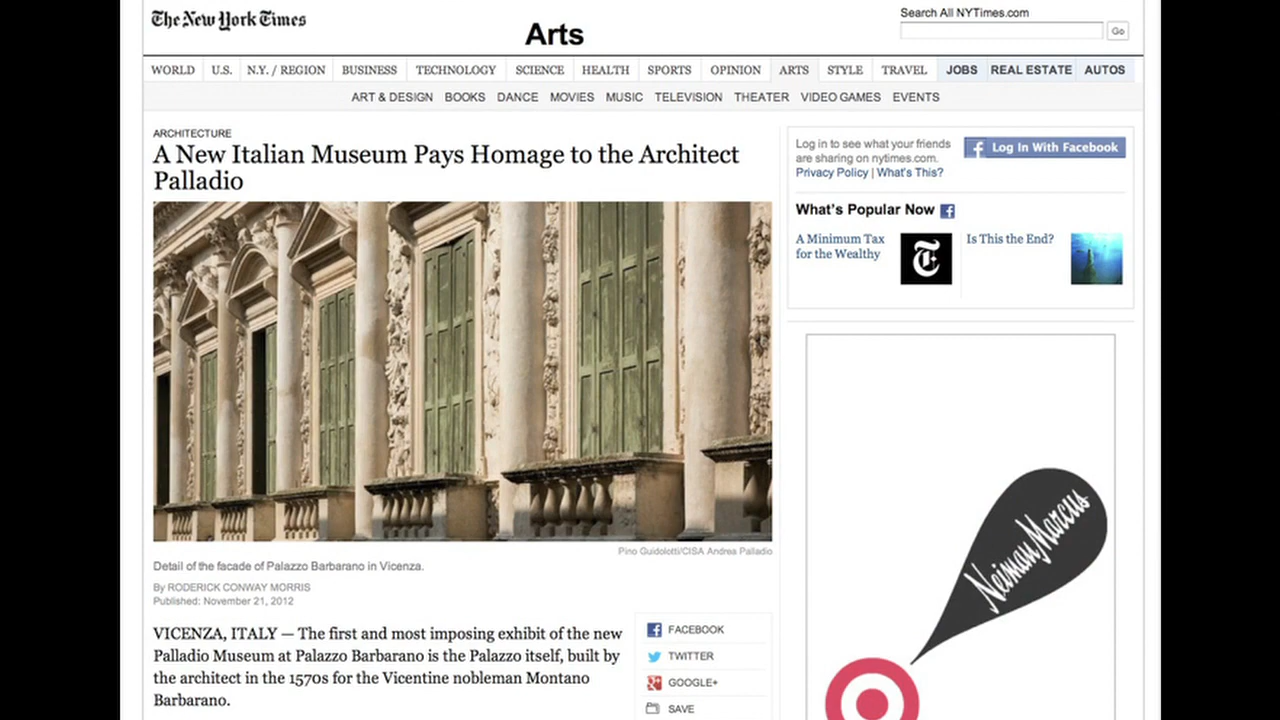 The New York Times
Arts
Search All NYTimes.com
Go
WORLD U.S. N.Y. / REGION BUSINESS TECHNOLOGY SCIENCE HEALTH SPORTS OPINION ARTS STYLE TRAVEL JOBS REAL ESTATE AUTOS
ART & DESIGN BOOKS DANCE MOVIES MUSIC TELEVISION THEATER VIDEO GAMES EVENTS
ARCHITECTURE
A New Italian Museum Pays Homage to the Architect
Palladio
Pino Guidolotti/CISA Andrea Palladio
Detail of the facade of Palazzo Barbarano in Vicenza.
By RODERICK CONWAY MORRIS
Published: November 21, 2012
VICENZA, ITALY — The first and most imposing exhibit of the new
Palladio Museum at Palazzo Barbarano is the Palazzo itself, built by
the architect in the 1570s for the Vicentine nobleman Montano
Barbarano.
FACEBOOK
TWITTER
GOOGLE+
SAVE
Log in to see what your friends
are sharing on nytimes.com.
Privacy Policy | What's This?
f Log In With Facebook
What's Popular Now f
A Minimum Tax
for the Wealthy
T
Is This the End?
Neiman Marcus